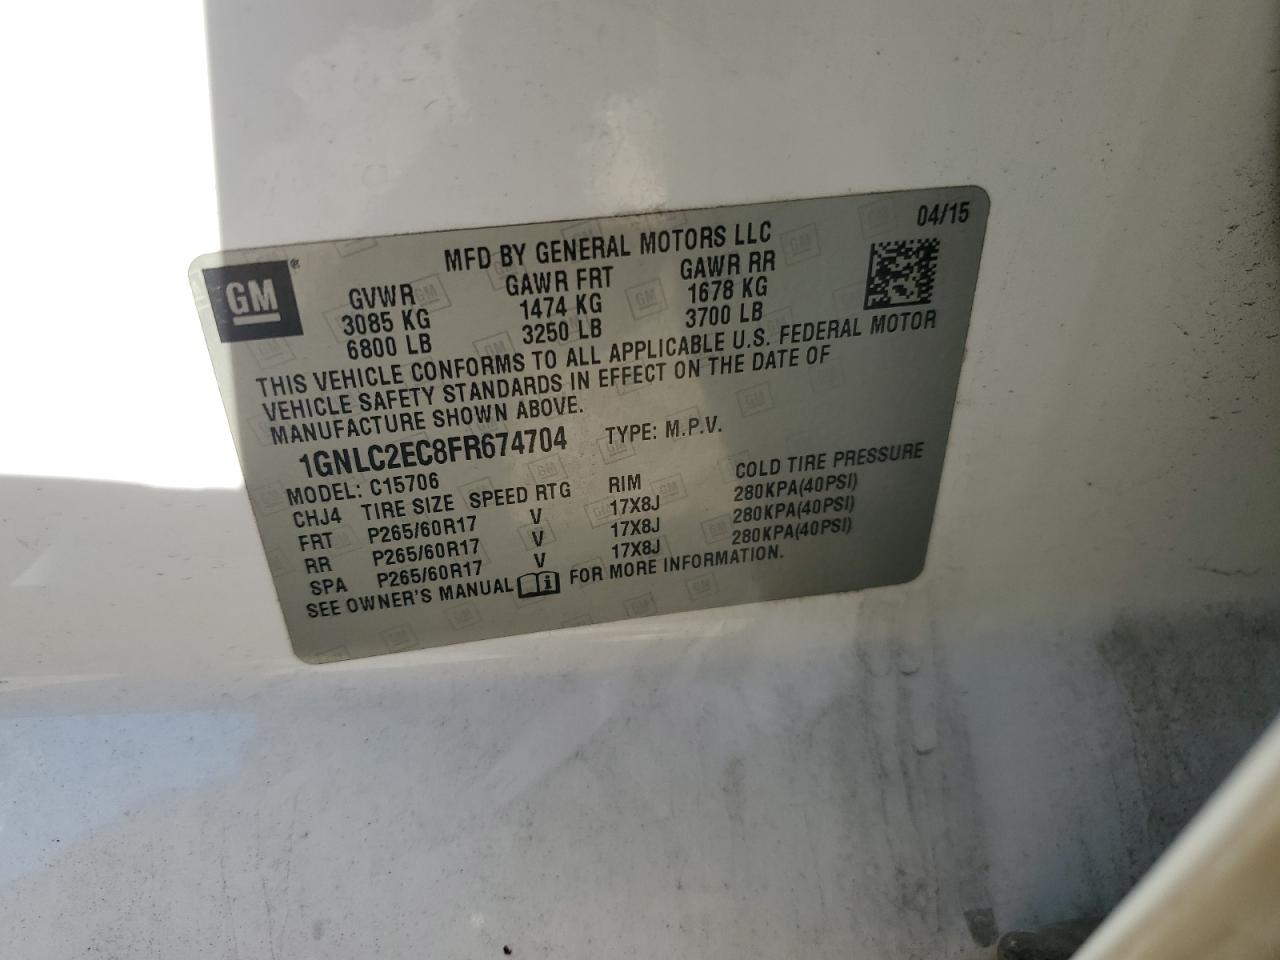 04/15
MFD BY GENERAL MOTORS LLC
GM®
GVWR GAWR FRT GAWR RR
3085 KG 1474 KG 1678 KG
6800 LB 3250 LB 3700 LB
THIS VEHICLE CONFORMS TO ALL APPLICABLE U.S. FEDERAL MOTOR
VEHICLE SAFETY STANDARDS IN EFFECT ON THE DATE OF
MANUFACTURE SHOWN ABOVE.
1GNLC2EC8FR674704 TYPE: M.P.V.
MODEL: C15706
CHJ4 TIRE SIZE SPEED RTG RIM COLD TIRE PRESSURE
FRT P265/60R17 V 17X8J 280KPA(40PSI)
RR P265/60R17 V 17X8J 280KPA(40PSI)
SPA P265/60R17 V 17X8J 280KPA(40PSI)
SEE OWNER'S MANUAL FOR MORE INFORMATION.